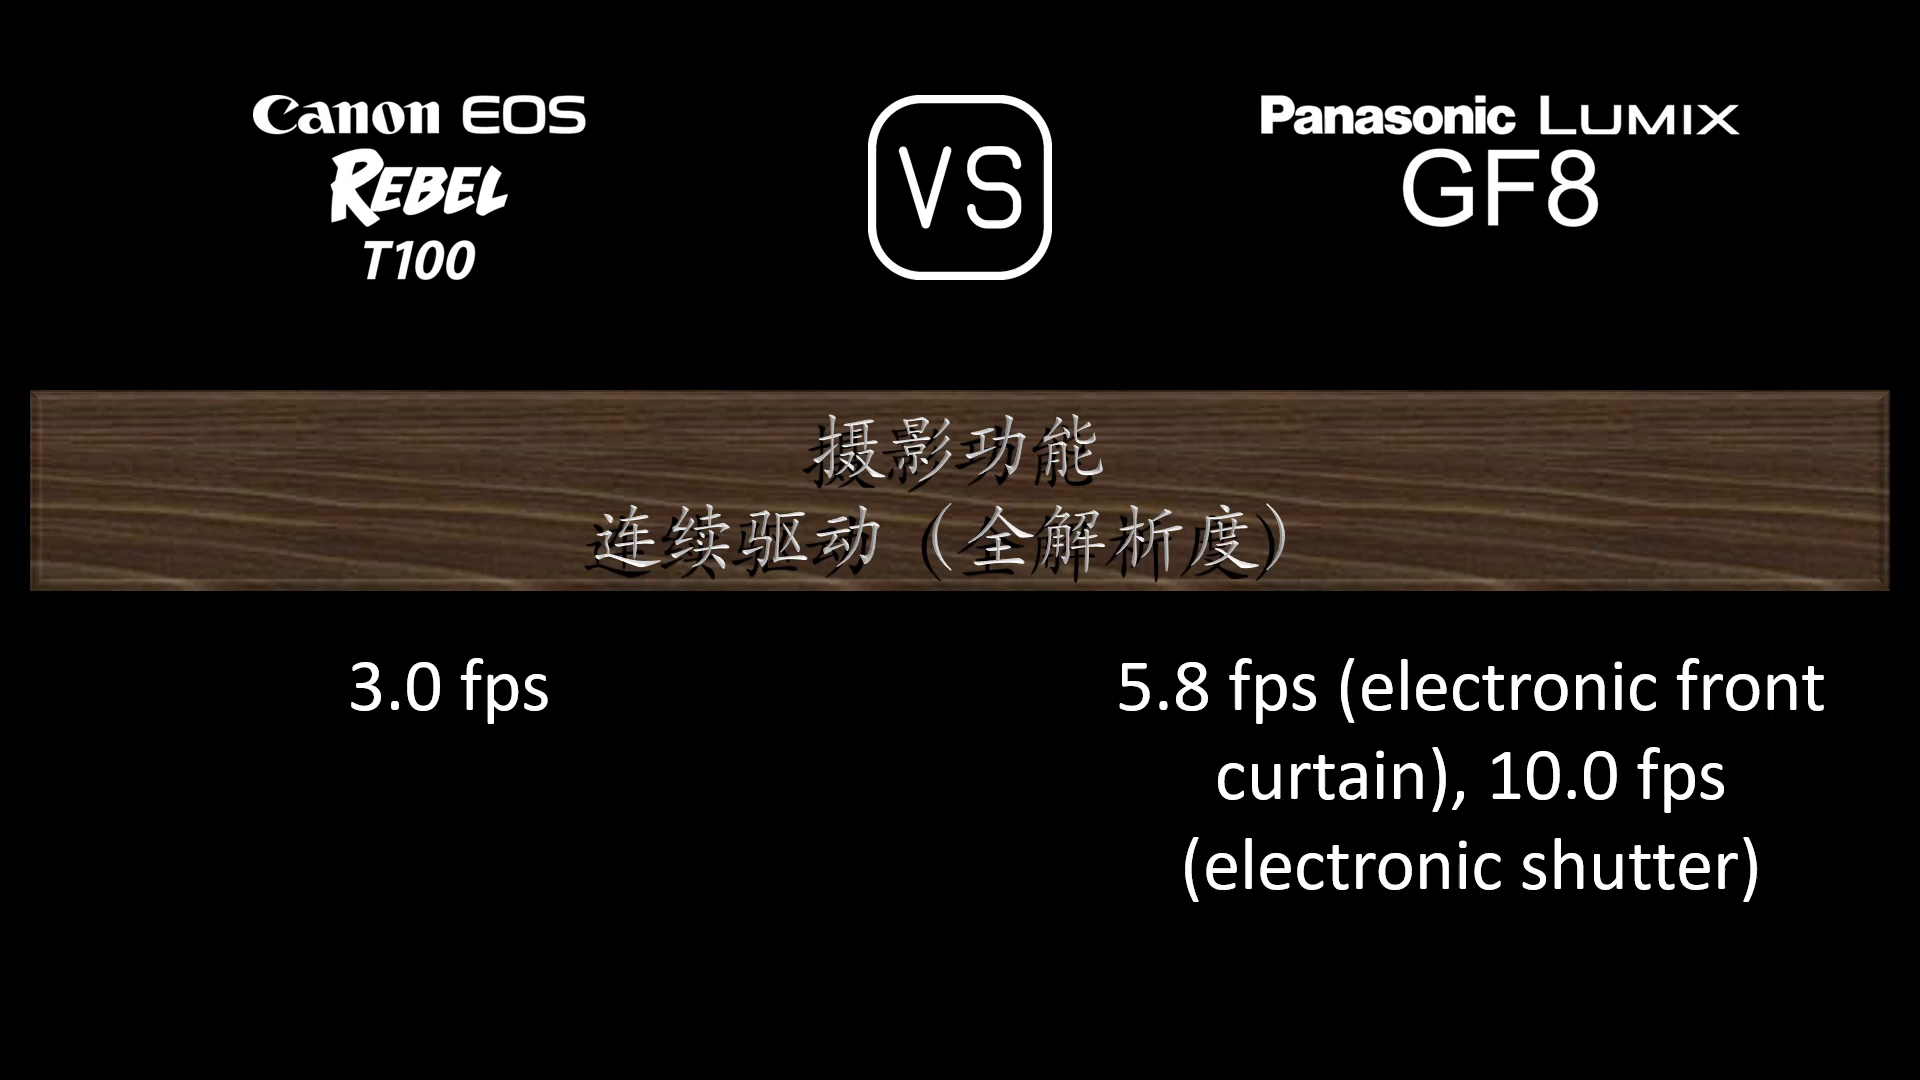 Canon EOS
REBEL
T100
VS
Panasonic LUMIX
GF8
摄影功能
连续驱动（全解析度）
3.0 fps
5.8 fps (electronic front
curtain), 10.0 fps
(electronic shutter)